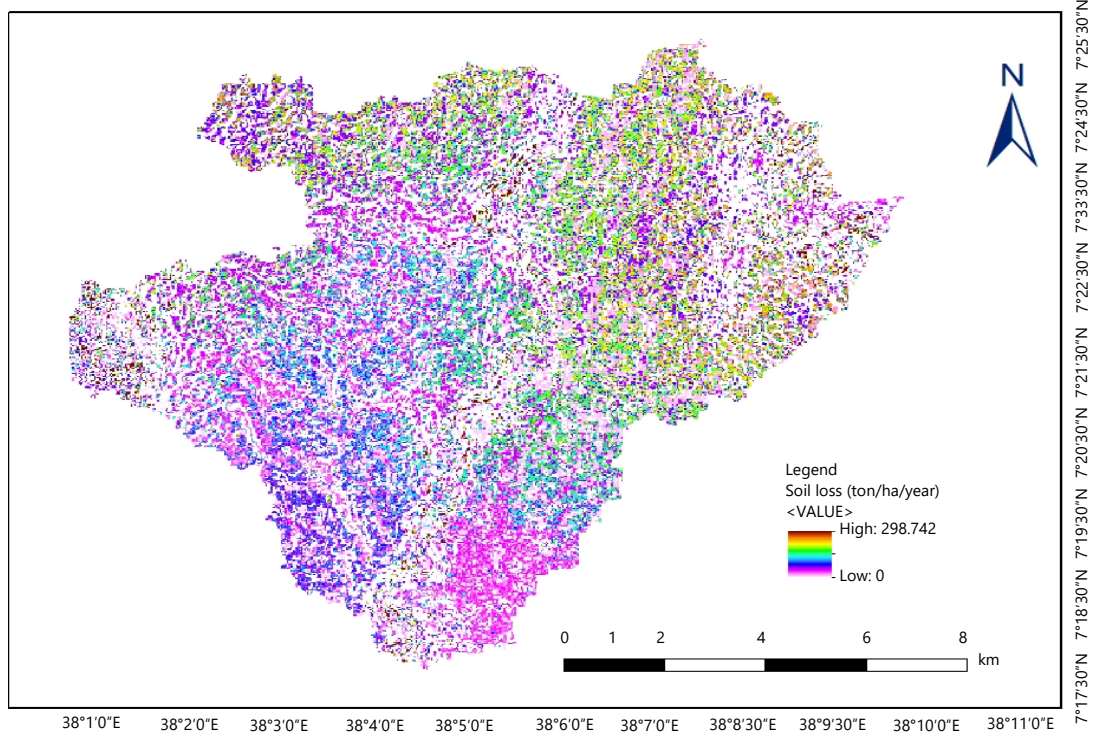 N
7°25'30"N
7°24'30"N
7°33'30"N
7°22'30"N
7°21'30"N
7°20'30"N
7°19'30"N
7°18'30"N
7°17'30"N
Legend
Soil loss (ton/ha/year)
<VALUE>
High: 298.742
Low: 0
0 1 2 4 6 8
km
38°1'0"E 38°2'0"E 38°3'0"E 38°4'0"E 38°5'0"E 38°6'0"E 38°7'0"E 38°8'30"E 38°9'30"E 38°10'0"E 38°11'0"E